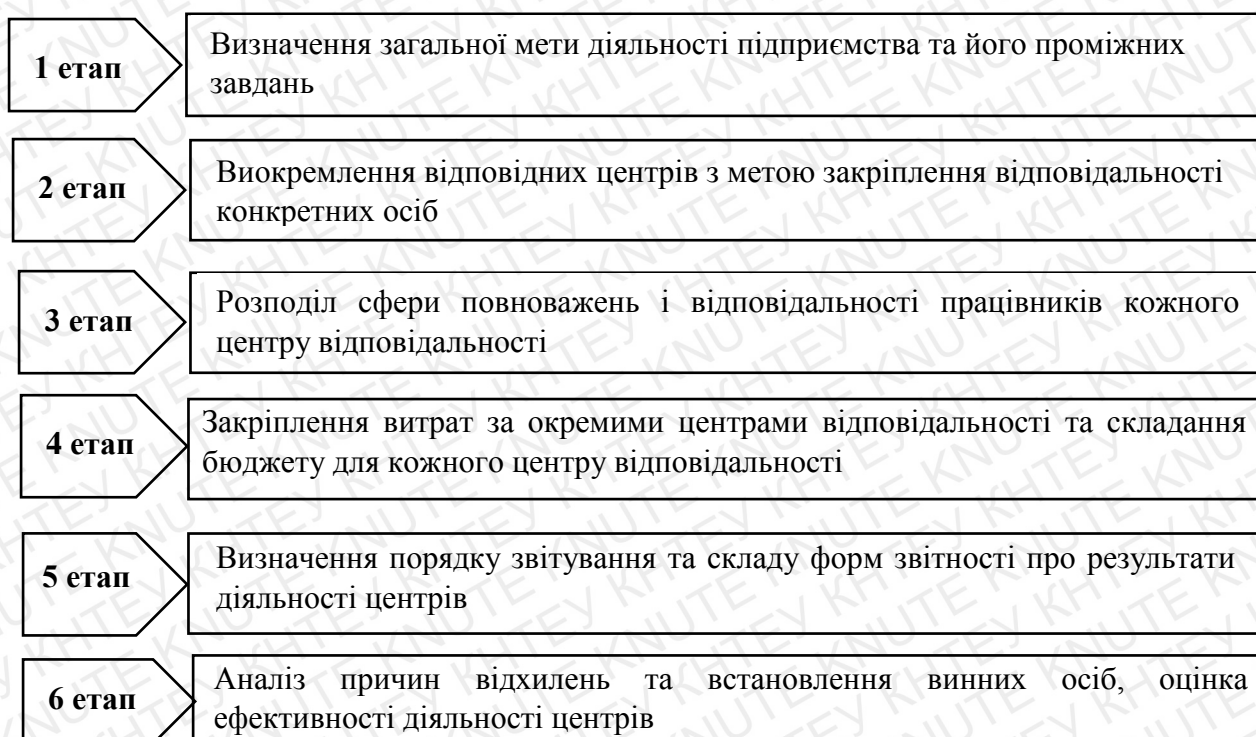 1 етап
Визначення загальної мети діяльності підприємства та його проміжних
завдань
2 етап
Виокремлення відповідних центрів з метою закріплення відповідальності
конкретних осіб
3 етап
Розподіл сфери повноважень і відповідальності працівників кожного
центру відповідальності
4 етап
Закріплення витрат за окремими центрами відповідальності та складання
бюджету для кожного центру відповідальності
5 етап
Визначення порядку звітування та складу форм звітності про результати
діяльності центрів
6 етап
Аналіз причин відхилень та встановлення винних осіб, оцінка
ефективності діяльності центрів